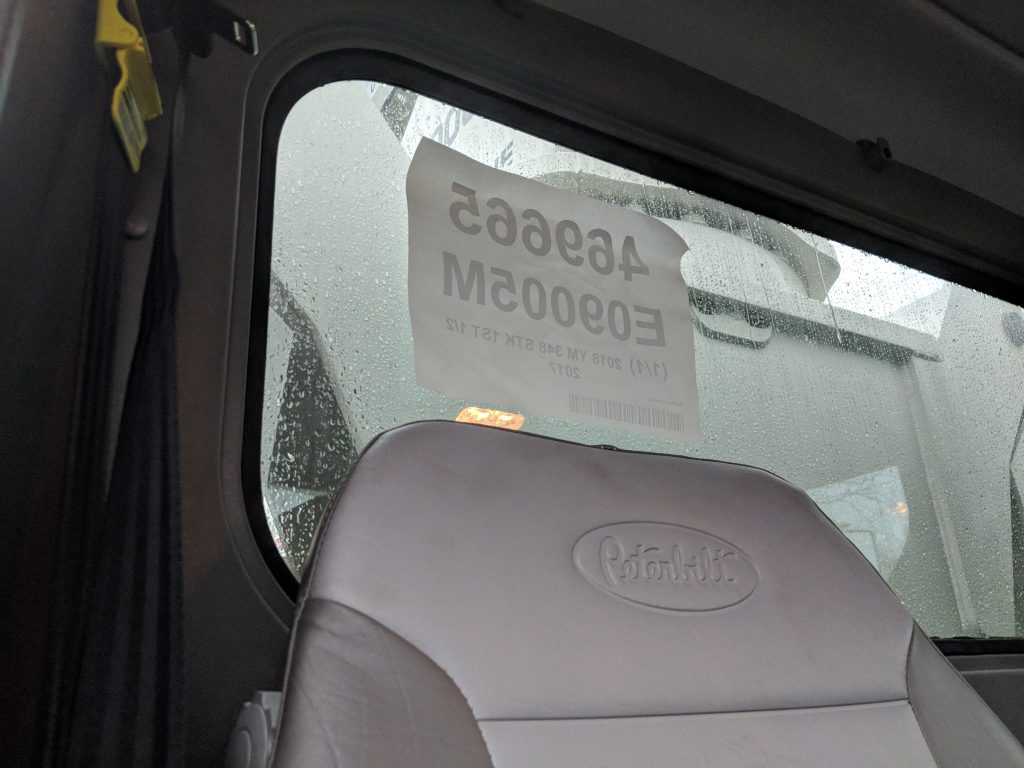 469665
E09005M
(1/1) 2018 YM 348 STK 1ST 1/2
2017
Peterbilt